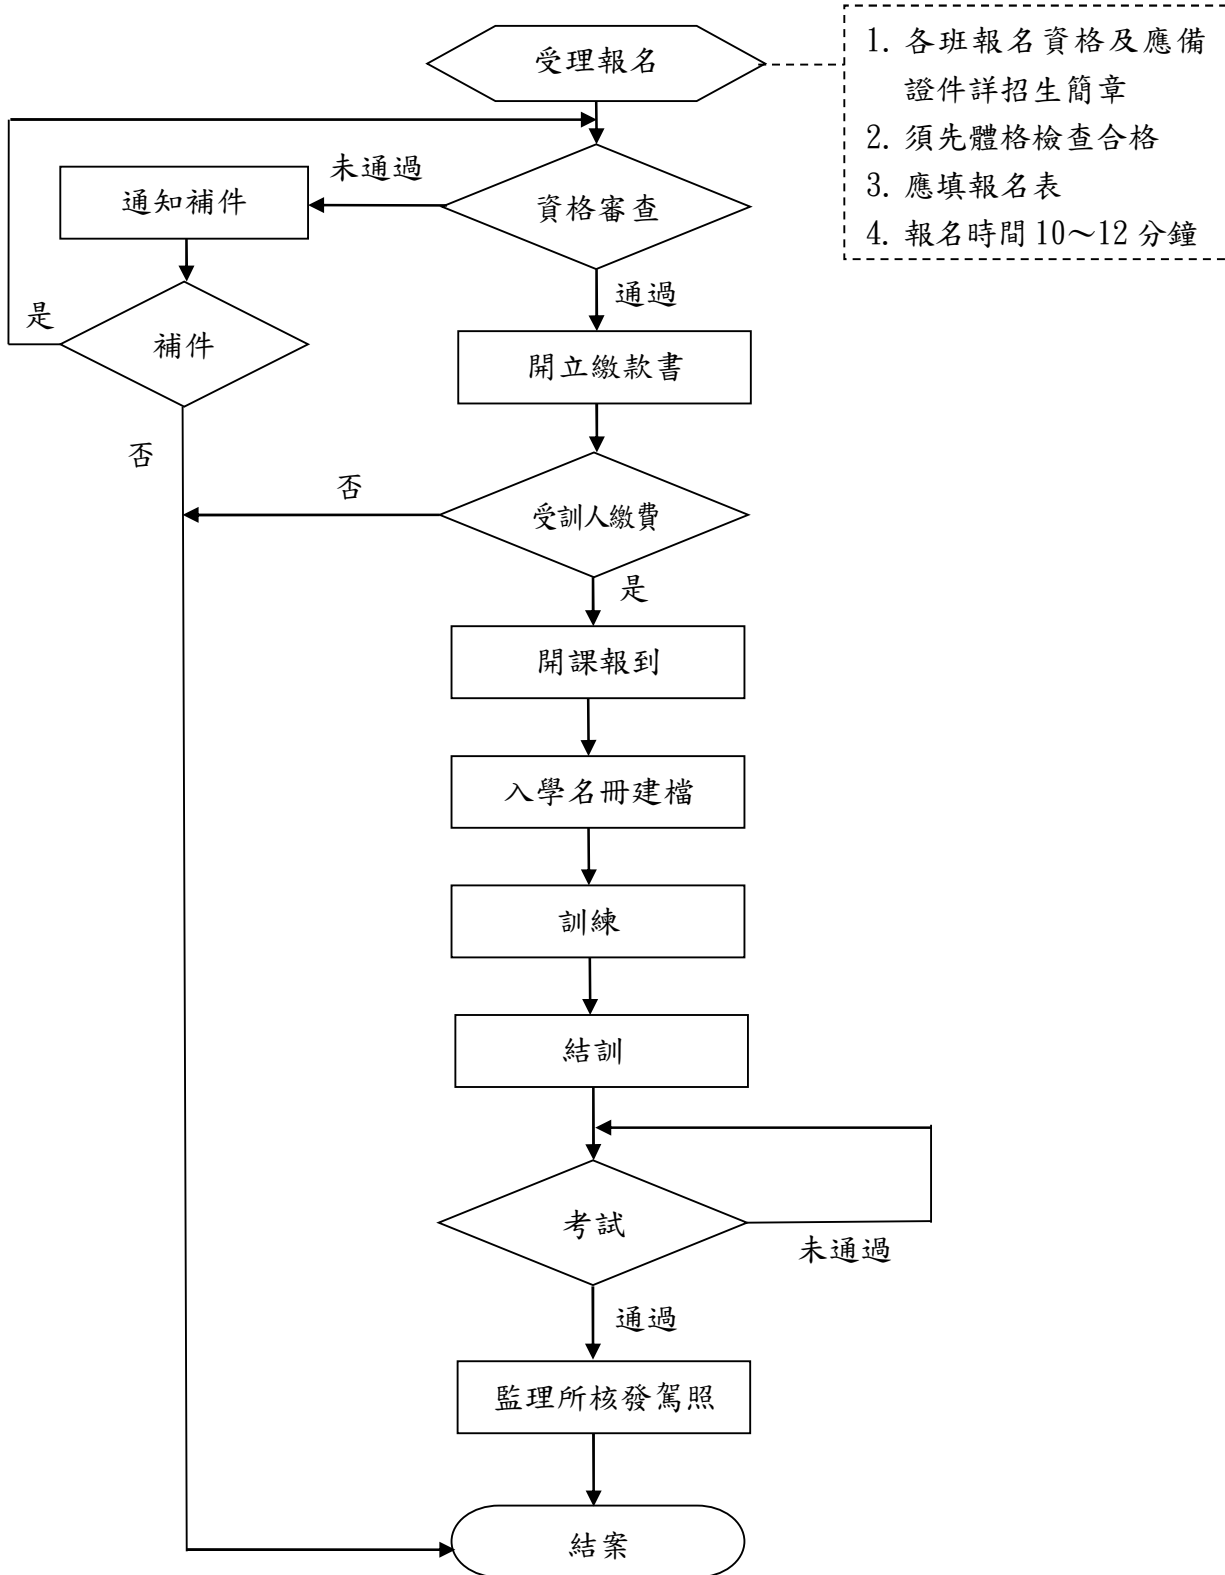 受理報名
1. 各班報名資格及應備
證件詳招生簡章
2. 須先體格檢查合格
3. 應填報名表
4. 報名時間 10～12 分鐘
未通過
通知補件
資格審查
通過
是
補件
開立繳款書
否
否
受訓人繳費
是
開課報到
入學名冊建檔
訓練
結訓
考試
未通過
通過
監理所核發駕照
結案